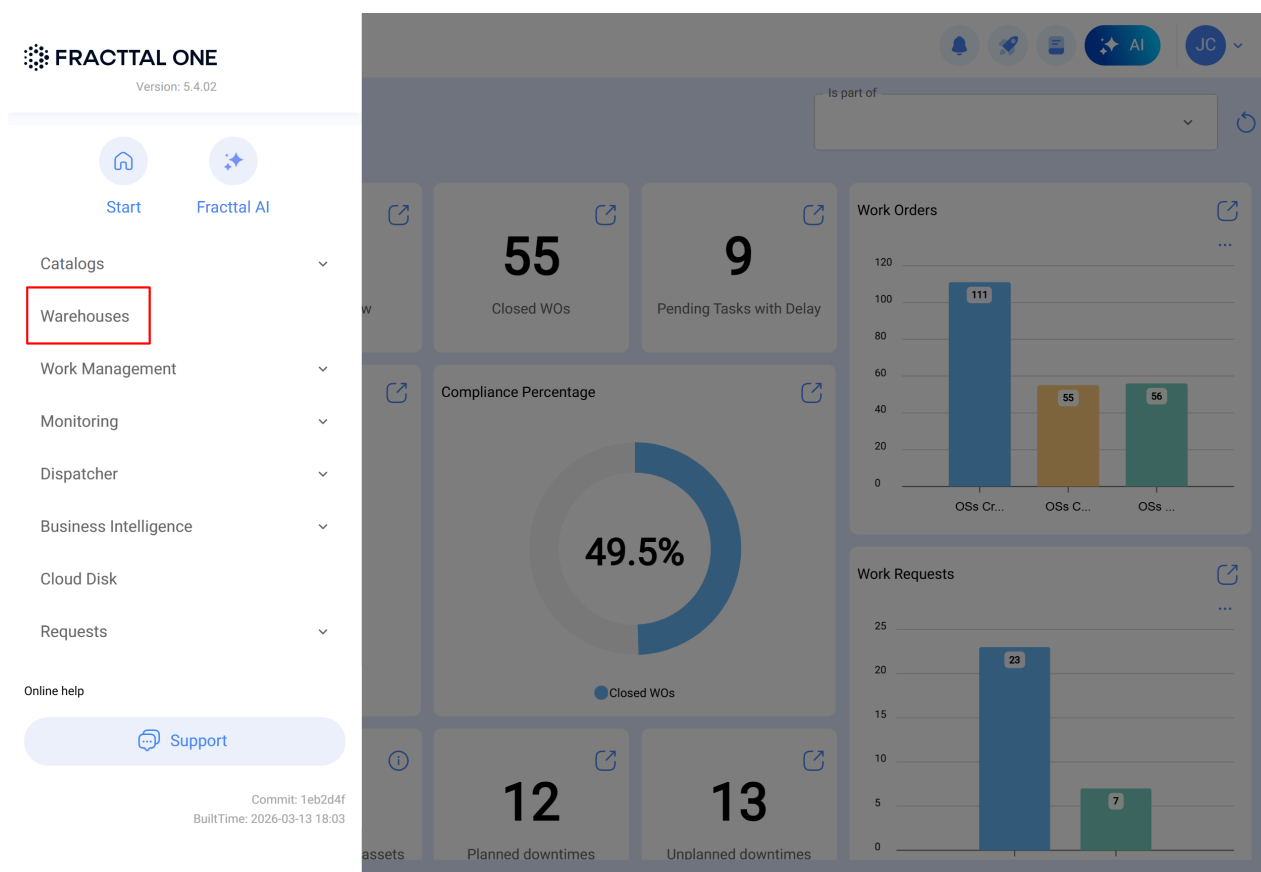 FRACTTAL ONE
Version: 5.4.02
Start
Fracttal AI
Catalogs
Warehouses
Work Management
Monitoring
Dispatcher
Business Intelligence
Cloud Disk
Requests
Online help
Support
Commit: 1eb2d4f
BuiltTime: 2026-03-13 18:03
AI
JC
Is part of
w
55
Closed WOs
9
Pending Tasks with Delay
Work Orders
...
120
100
80
60
40
20
0
111
55
56
OSs Cr...
OSs C...
OSs ...
Compliance Percentage
49.5%
Closed WOs
Work Requests
...
25
20
15
10
5
0
23
7
assets
12
Planned downtimes
13
Unplanned downtimes